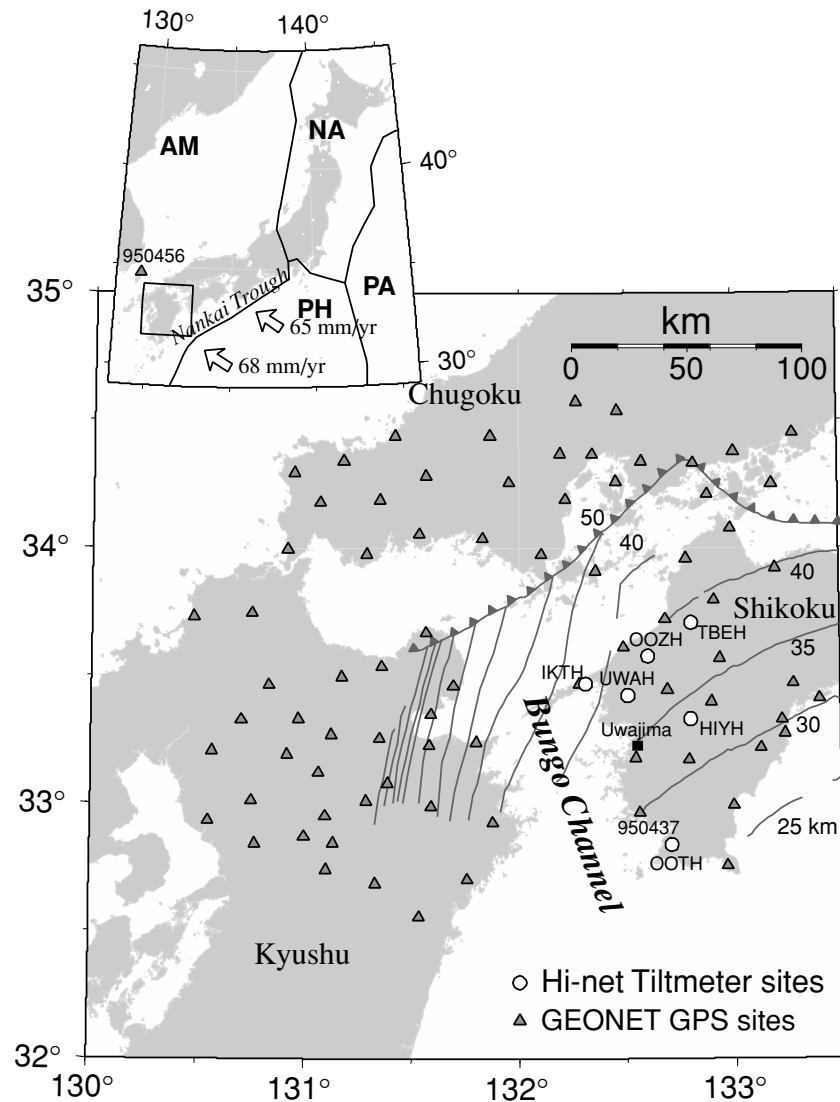 130°
140°
AM
NA
40°
950456
35°
Nankai Trough
PH
PA
65 mm/yr
68 mm/yr
30°
km
0
50
100
Chugoku
50
34°
40
40
Shikoku
TBEH
OOZH
35
IKTH
UWAH
Uwajima
HIYH
30
33°
Bungo Channel
950437
25 km
OOTH
Kyushu
Hi-net Tiltmeter sites
GEONET GPS sites
32°
130°
131°
132°
133°